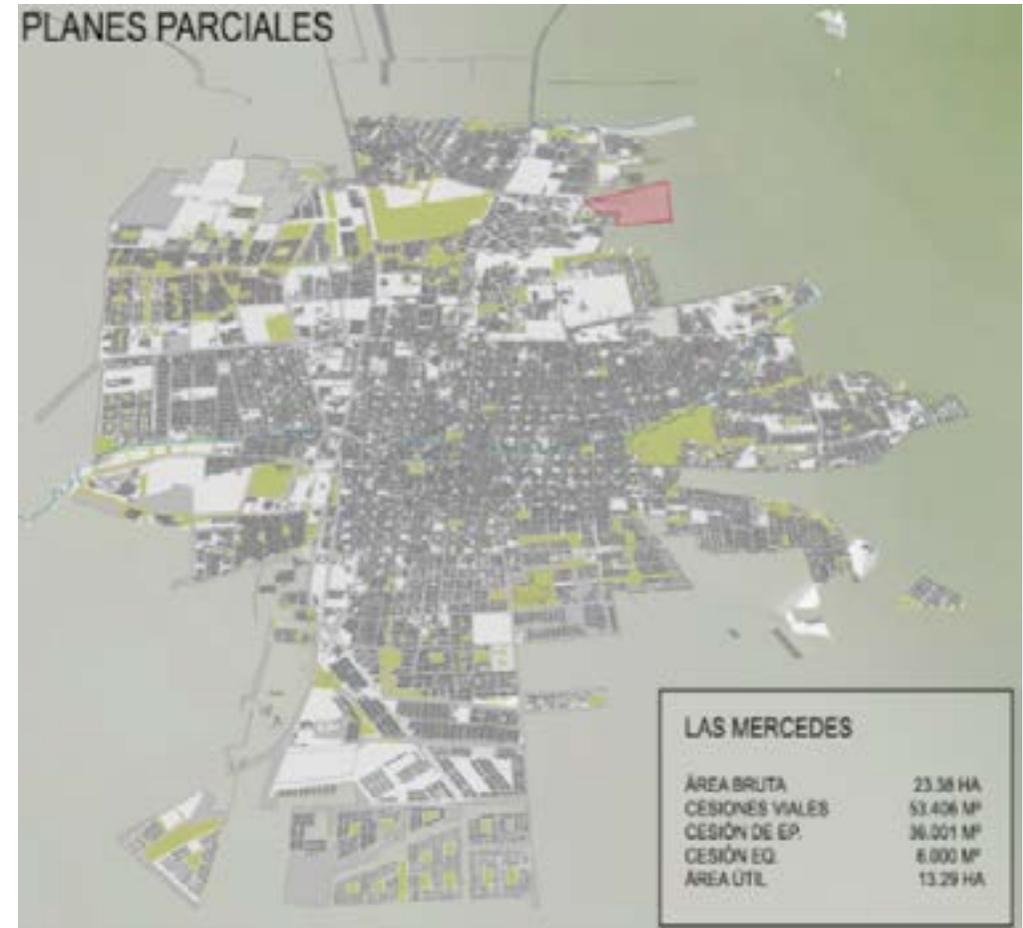 PLANES PARCIALES
LAS MERCEDES
ÁREA BRUTA 23.38 HA
CESIONES VIALES 53.406 M²
CESIÓN DE EP. 36.001 M²
CESIÓN EQ. 6.000 M²
ÁREA ÚTIL 13.29 HA